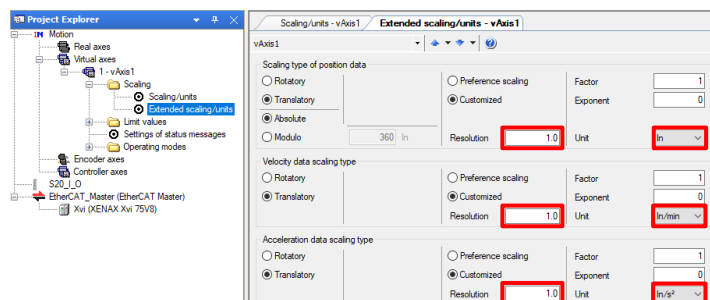 Project Explorer
Motion
Real axes
Virtual axes
1 - vAxis1
Scaling
Scaling/units
Extended scaling/units
Limit values
Settings of status messages
Operating modes
Encoder axes
Controller axes
S20_I_O
EtherCAT_Master (EtherCAT Master)
Xvi (XENAX Xvi 75V8)
Scaling/units - vAxis1 Extended scaling/units - vAxis1
vAxis1
Scaling type of position data
Rotatory Preference scaling Factor 1
Translatory Customized Exponent 0
Absolute
Modulo 360 In Resolution 1.0 Unit In
Velocity data scaling type
Rotatory Preference scaling Factor 1
Translatory Customized Exponent 0
Resolution 1.0 Unit In/min
Acceleration data scaling type
Rotatory Preference scaling Factor 1
Translatory Customized Exponent 0
Resolution 1.0 Unit In/s²